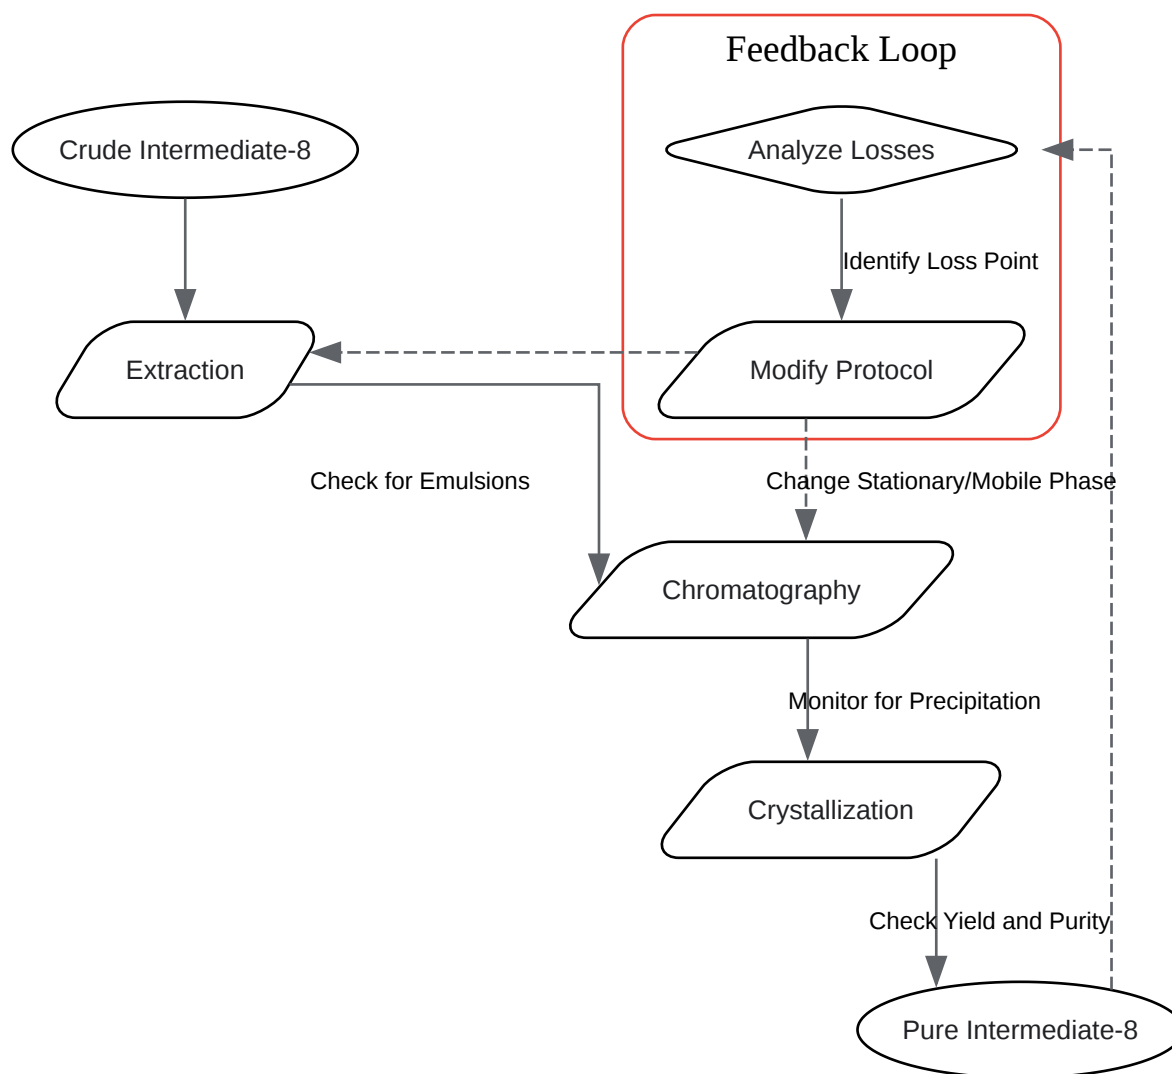 Feedback Loop
Crude Intermediate-8
Analyze Losses
Identify Loss Point
Extraction
Modify Protocol
Check for Emulsions
Change Stationary/Mobile Phase
Chromatography
Monitor for Precipitation
Crystallization
Check Yield and Purity
Pure Intermediate-8